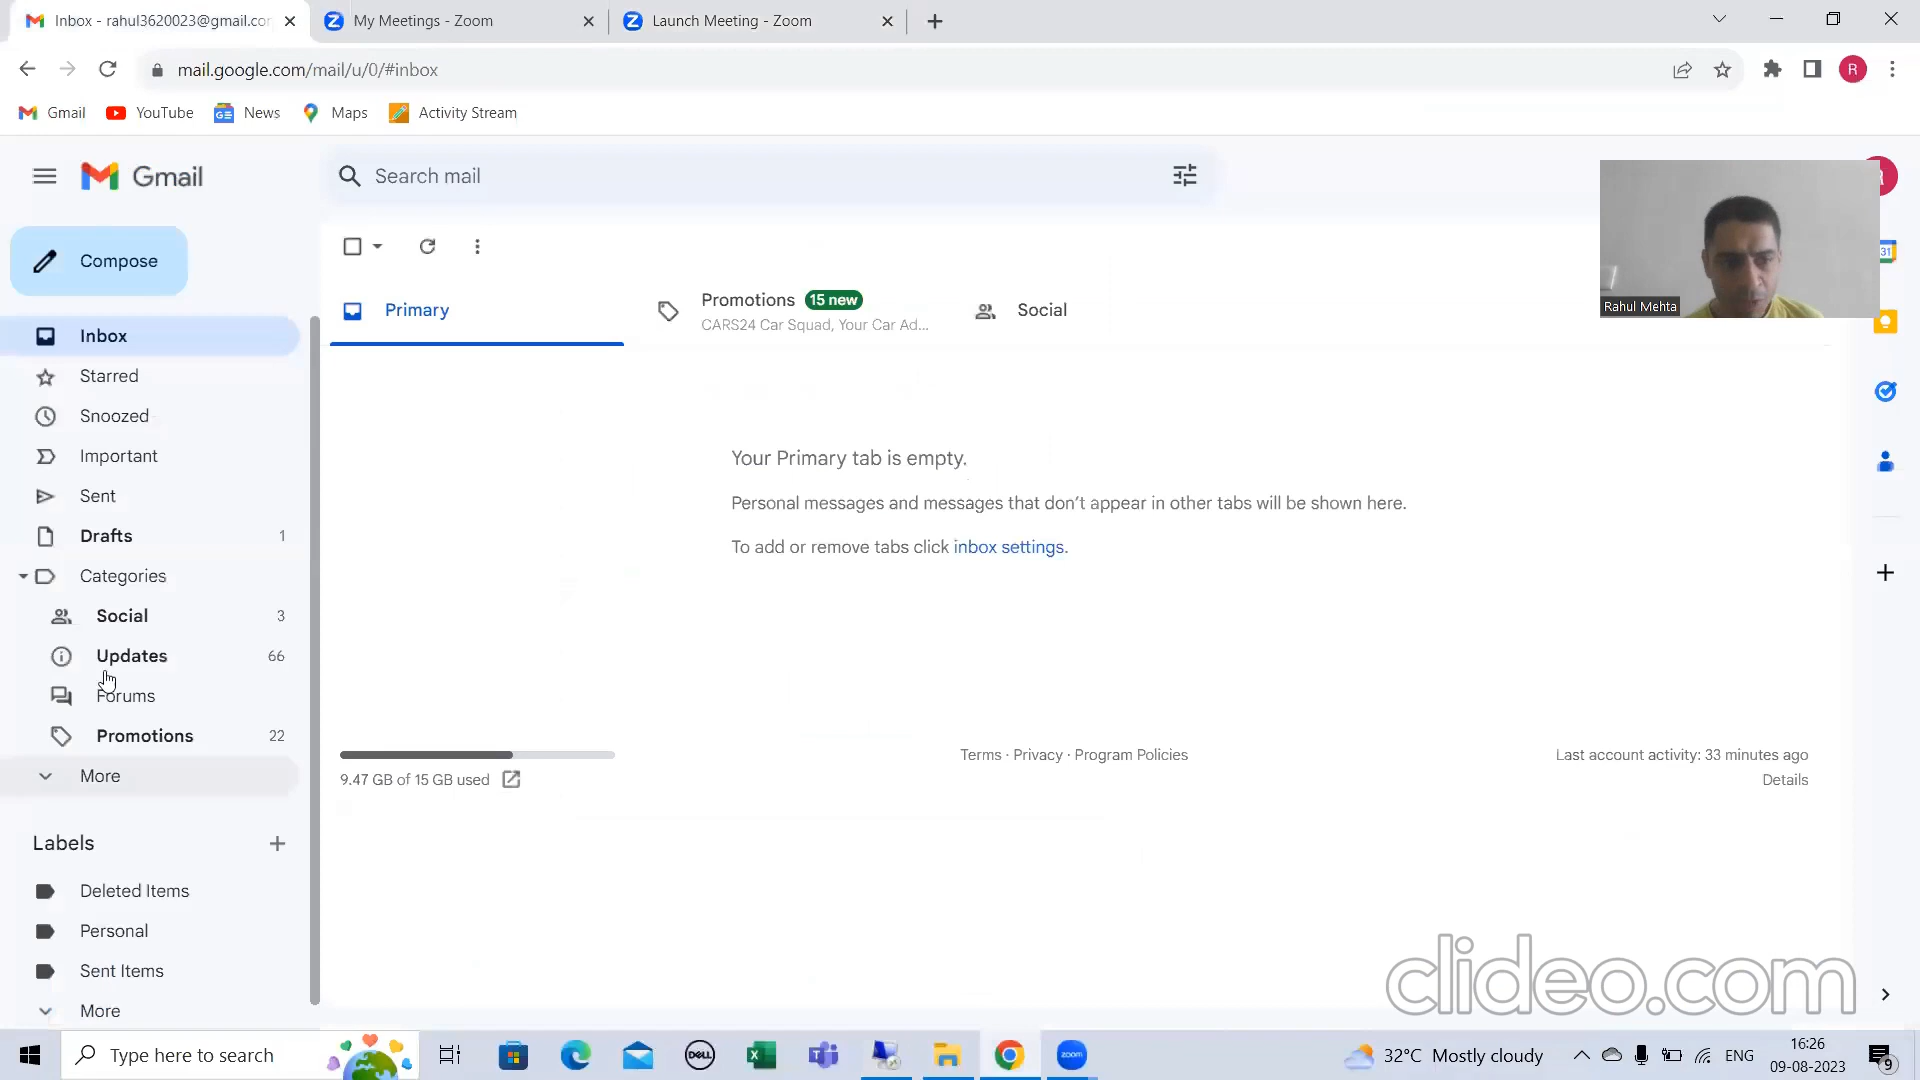 Inbox - rahul3620023@gmail.co
My Meetings - Zoom
Launch Meeting - Zoom
mail.google.com/mail/u/0/#inbox
R
Gmail
YouTube
News
Maps
Activity Stream
Gmail
Search mail
Compose
Inbox
Starred
Snoozed
Important
Sent
Drafts 1
Categories
Social 3
Updates 66
Forums
Promotions 22
More
Labels
Deleted Items
Personal
Sent Items
More
Primary
Promotions 15 new
CARS24 Car Squad, Your Car Ad...
Social
Rahul Mehta
31
Your Primary tab is empty.
Personal messages and messages that don’t appear in other tabs will be shown here.
To add or remove tabs click inbox settings.
9.47 GB of 15 GB used
Terms · Privacy · Program Policies
Last account activity: 33 minutes ago
Details
clideo.com
Type here to search
DELL
zoom
32°C Mostly cloudy
ENG
16:26
09-08-2023
9